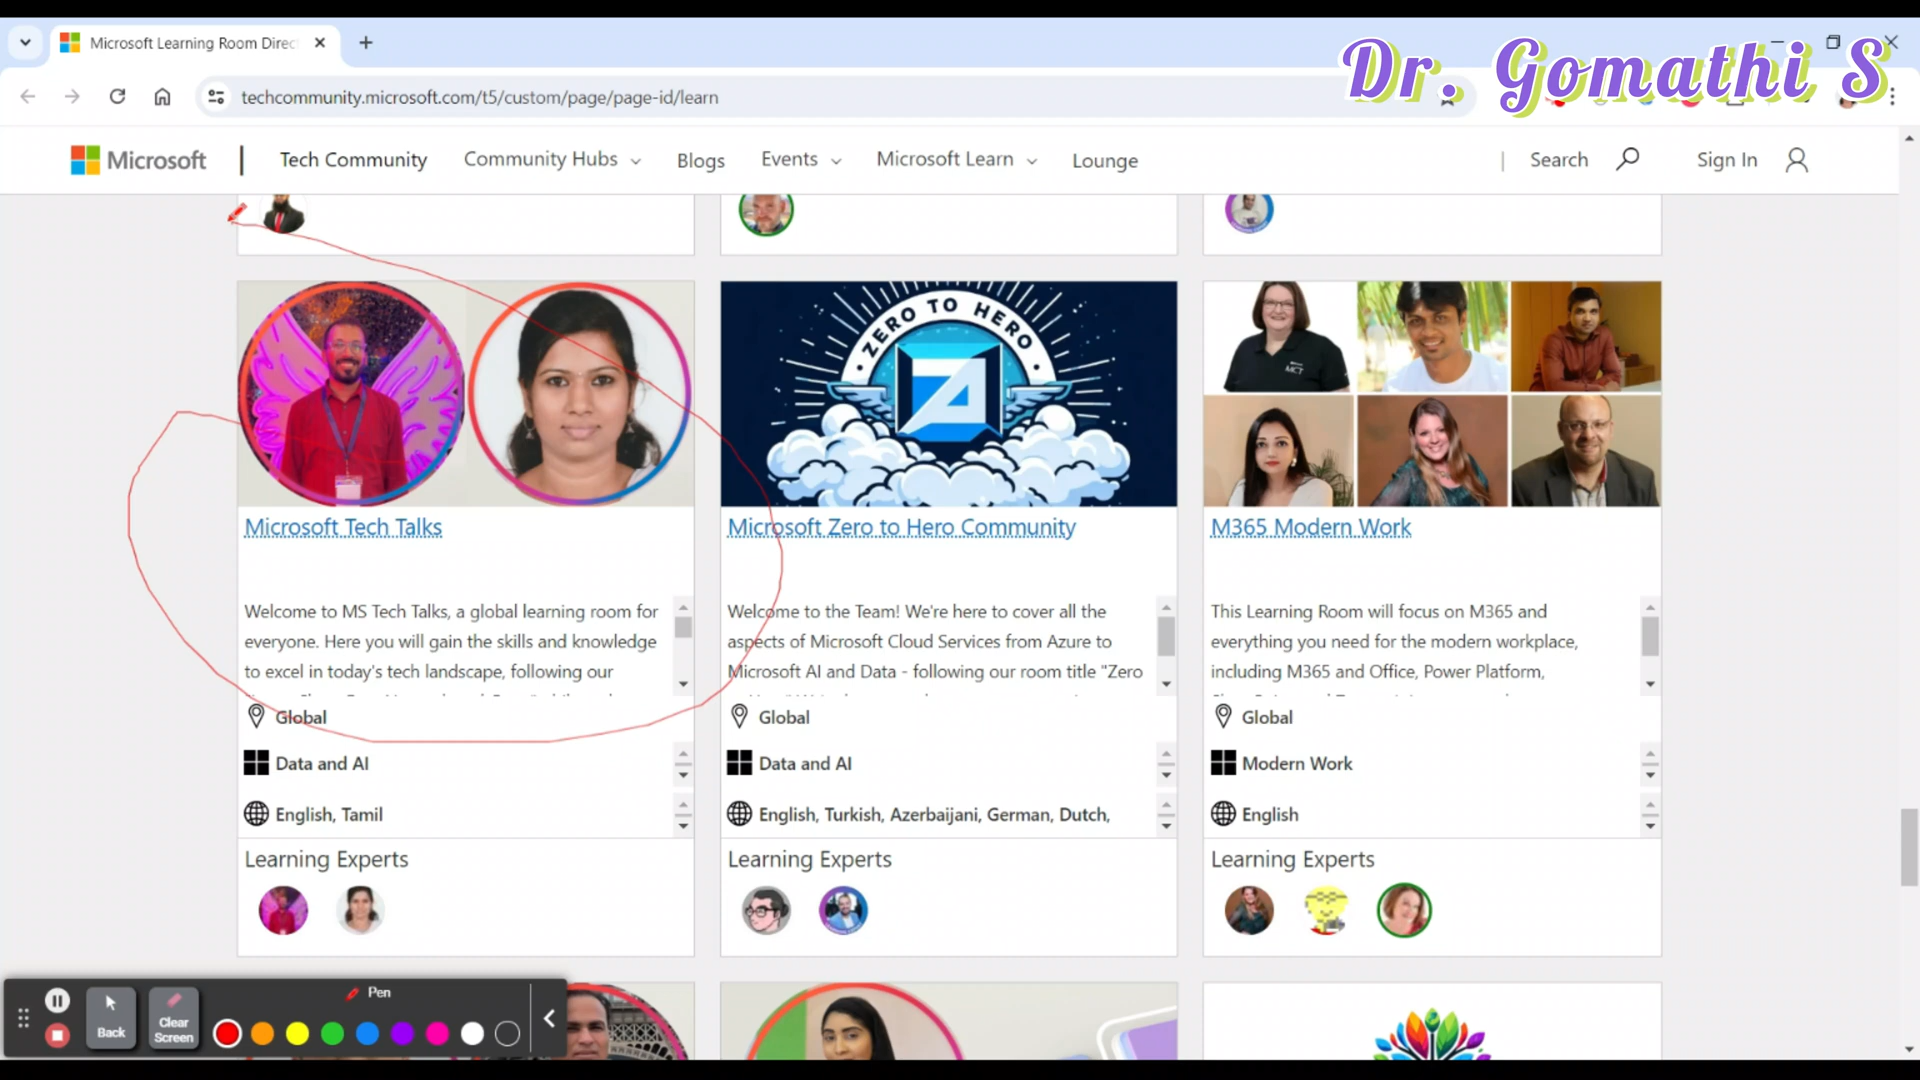 Microsoft Learning Room Direc
Dr. Gomathi S
techcommunity.microsoft.com/t5/custom/page/page-id/learn
Microsoft
Tech Community
Community Hubs
Blogs
Events
Microsoft Learn
Lounge
Search
Sign In
ZERO TO HERO
MCT
Microsoft Tech Talks
Welcome to MS Tech Talks, a global learning room for
everyone. Here you will gain the skills and knowledge
to excel in today's tech landscape, following our
Global
Data and AI
English, Tamil
Learning Experts
Microsoft Zero to Hero Community
Welcome to the Team! We're here to cover all the
aspects of Microsoft Cloud Services from Azure to
Microsoft AI and Data - following our room title "Zero
Global
Data and AI
English, Turkish, Azerbaijani, German, Dutch,
Learning Experts
M365 Modern Work
This Learning Room will focus on M365 and
everything you need for the modern workplace,
including M365 and Office, Power Platform,
Global
Modern Work
English
Learning Experts
Pen
Back
Clear
Screen